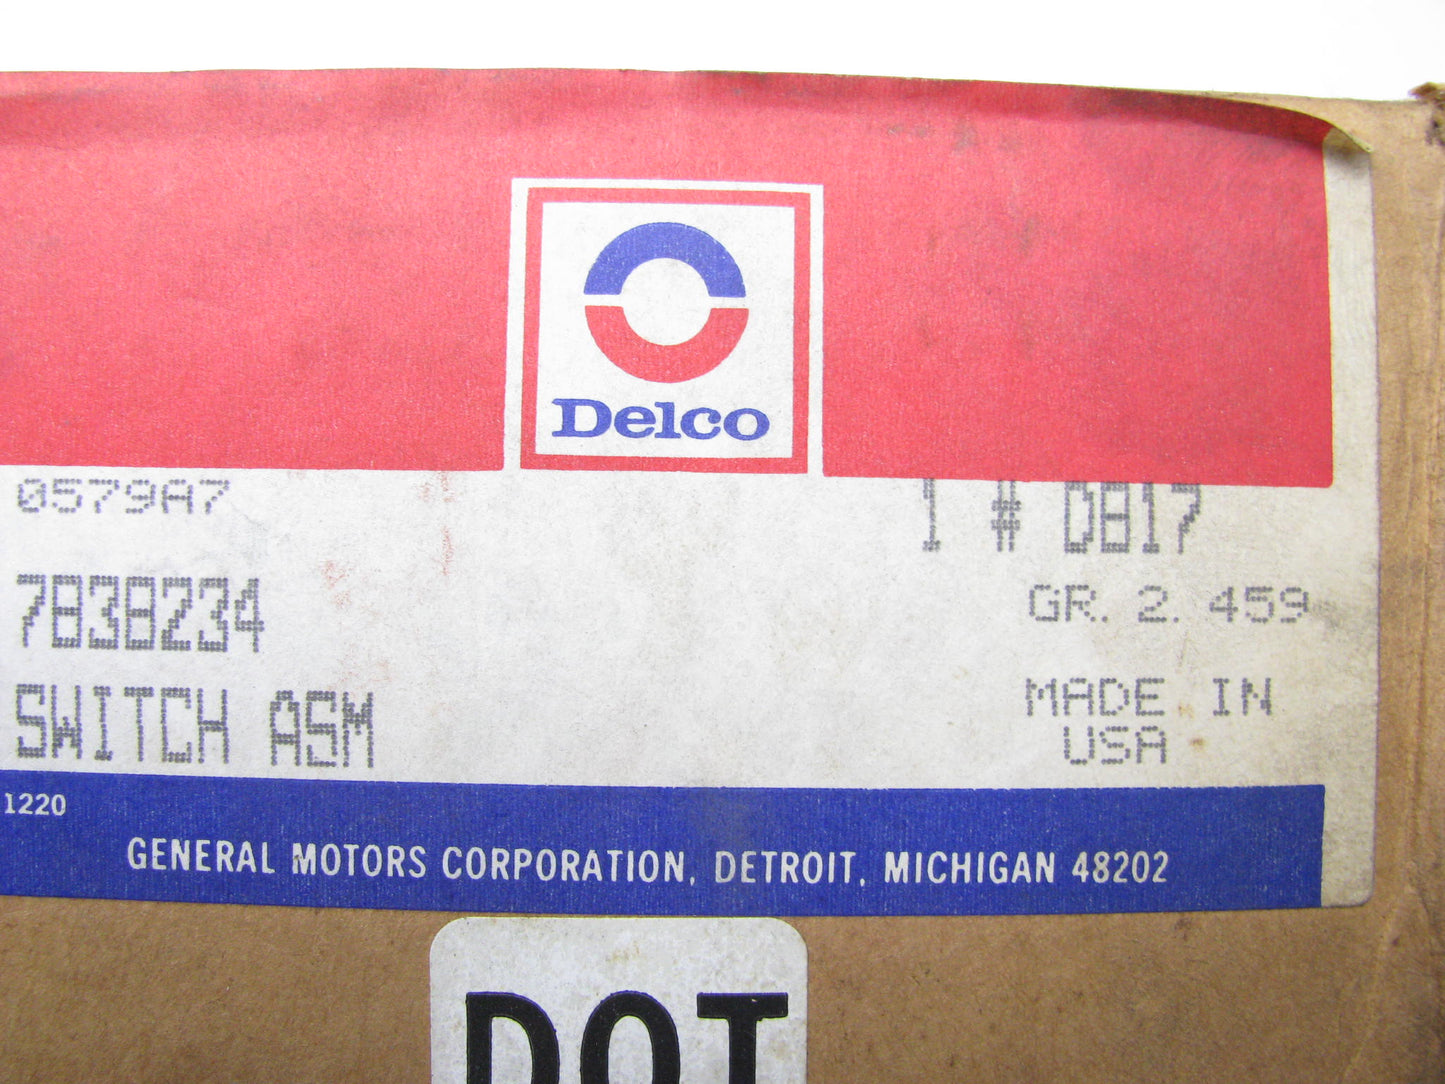 Delco
0579A7
1 # D817
7838234
GR. 2. 459
SWITCH ASM
MADE IN
USA
1220
GENERAL MOTORS CORPORATION, DETROIT, MICHIGAN 48202
DOT